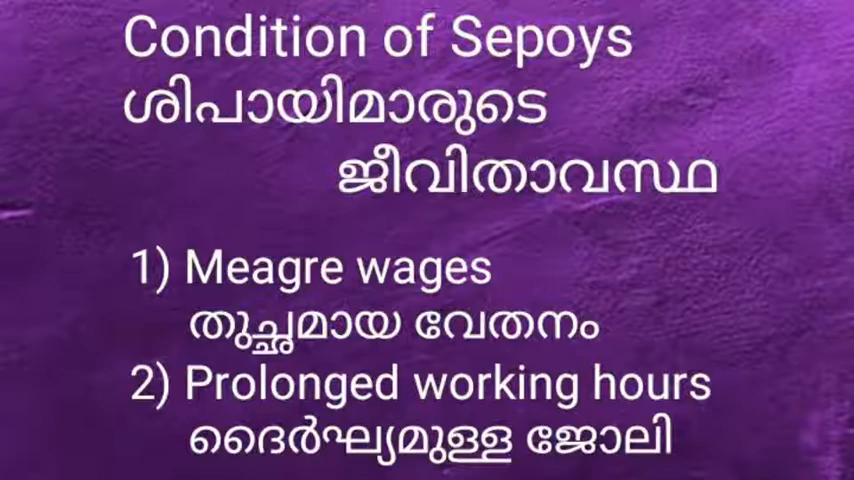 Condition of Sepoys
ശിപായിമാരുടെ
ജീവിതാവസ്ഥ
1) Meagre wages
തുച്ഛമായ വേതനം
2) Prolonged working hours
ദൈർഘ്യമുള്ള ജോലി